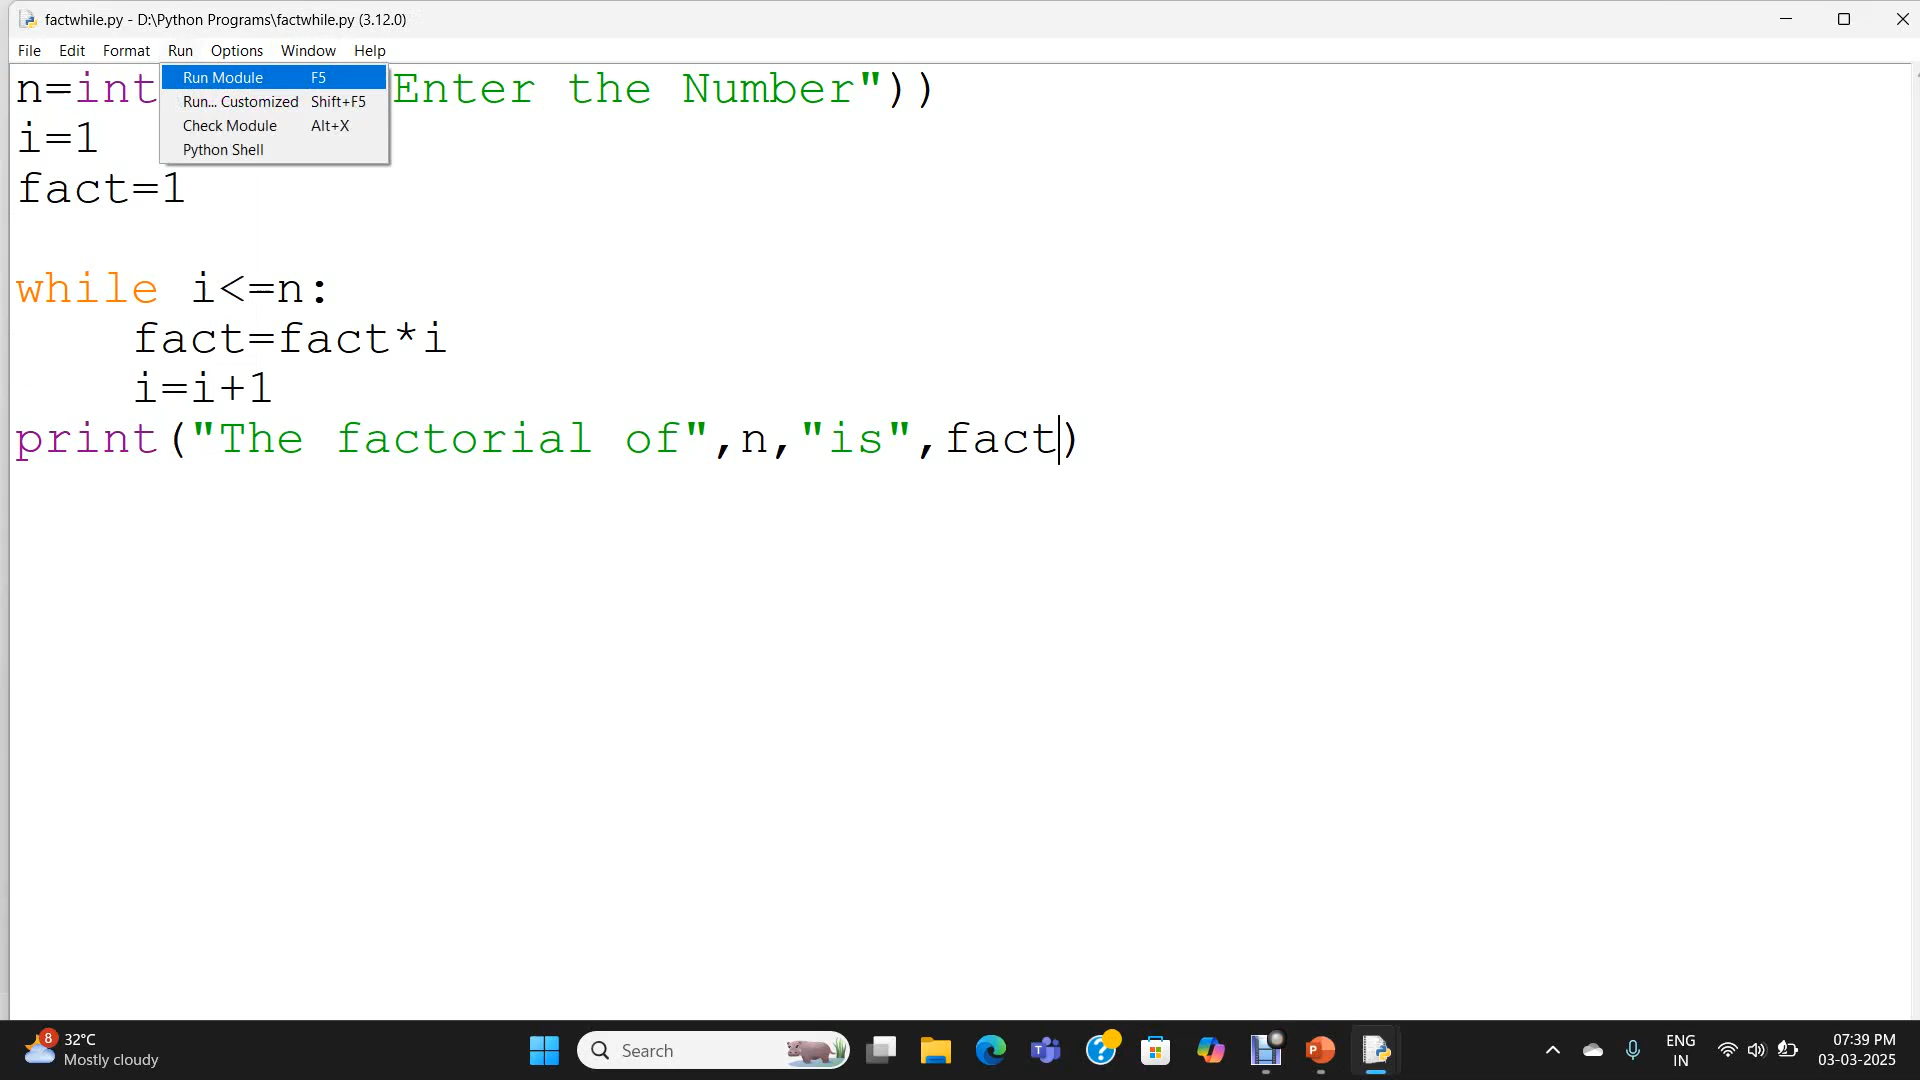 factwhile.py - D:\Python Programs\factwhile.py (3.12.0)
File Edit Format Run Options Window Help
Run Module F5
Run... Customized Shift+F5
Check Module Alt+X
Python Shell
n=int Enter the Number"))
i=1
fact=1
while i<=n:
fact=fact*i
i=i+1
print("The factorial of",n,"is",fact)
8
32°C
Mostly cloudy
Search
ENG
IN
07:39 PM
03-03-2025